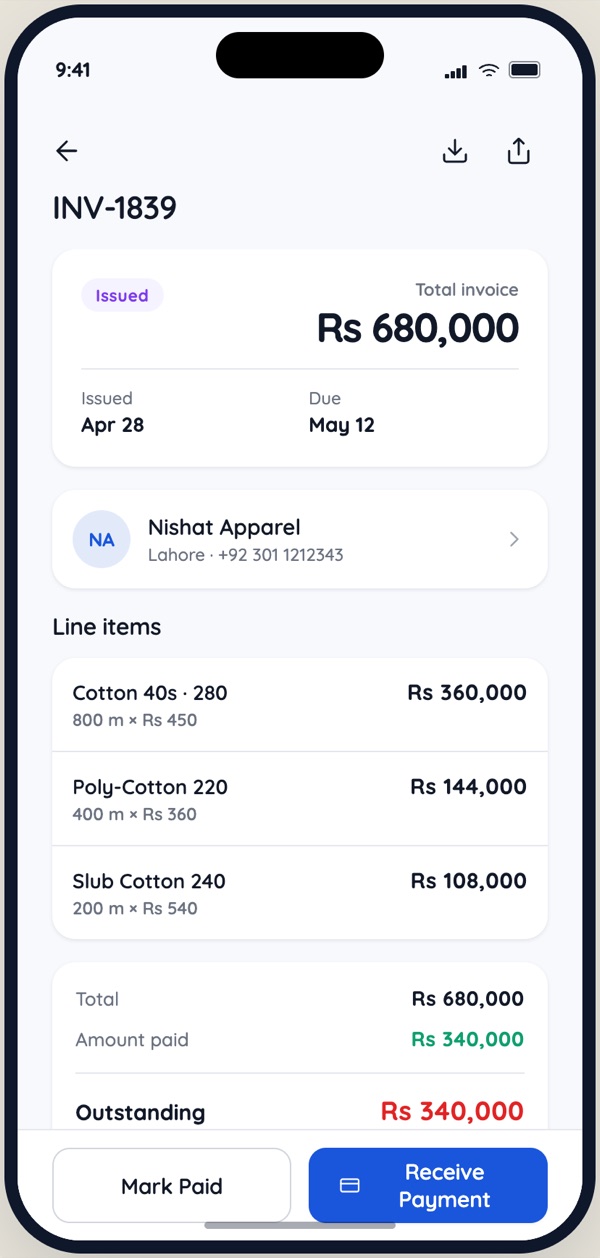 9:41
INV-1839
Issued
Total invoice
Rs 680,000
Issued
Due
Apr 28
May 12
NA
Nishat Apparel
Lahore · +92 301 1212343
Line items
Cotton 40s · 280
Rs 360,000
800 m × Rs 450
Poly-Cotton 220
Rs 144,000
400 m × Rs 360
Slub Cotton 240
Rs 108,000
200 m × Rs 540
Total
Rs 680,000
Amount paid
Rs 340,000
Outstanding
Rs 340,000
Mark Paid
Receive
Payment